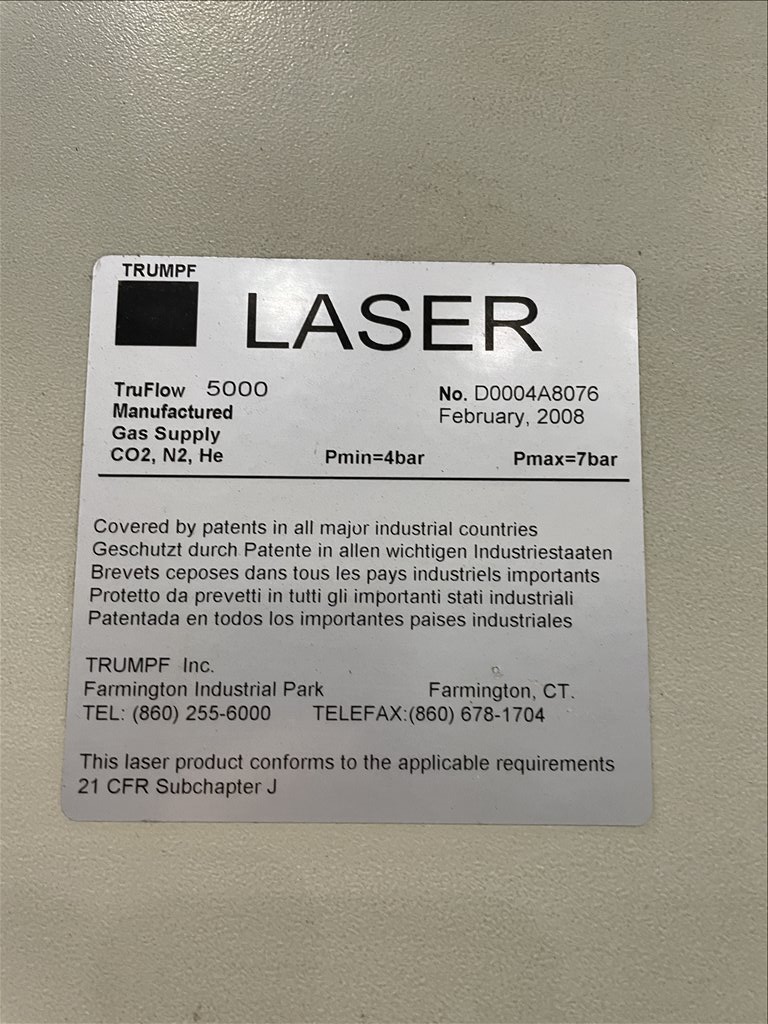 TRUMPF
LASER
TruFlow 5000 No. D0004A8076
Manufactured February, 2008
Gas Supply
CO2, N2, He Pmin=4bar Pmax=7bar
Covered by patents in all major industrial countries
Geschutzt durch Patente in allen wichtigen Industriestaaten
Brevets ceposes dans tous les pays industriels importants
Protetto da prevetti in tutti gli importanti stati industriali
Patentada en todos los importantes paises industriales
TRUMPF Inc.
Farmington Industrial Park Farmington, CT.
TEL: (860) 255-6000 TELEFAX:(860) 678-1704
This laser product conforms to the applicable requirements
21 CFR Subchapter J